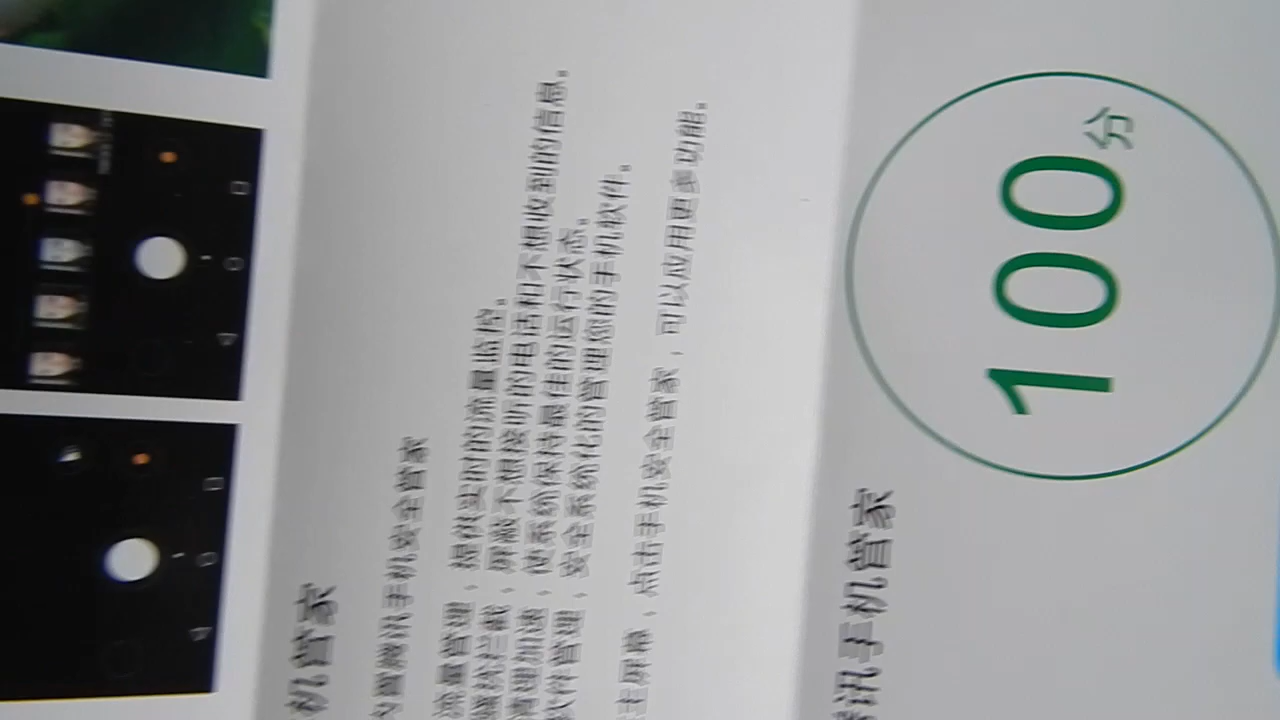 机管家
内置腾讯手机安全管家
流量管理，提供实时的流量监控。
骚扰拦截，屏蔽不想接听的电话和不想收到的信息。
清理加速，使系统保持最佳的运行状态。
软件管理，安全系统化的管理您的手机软件。
主屏幕，点击手机安全管家，可以应用更多功能。
腾讯手机管家
100分